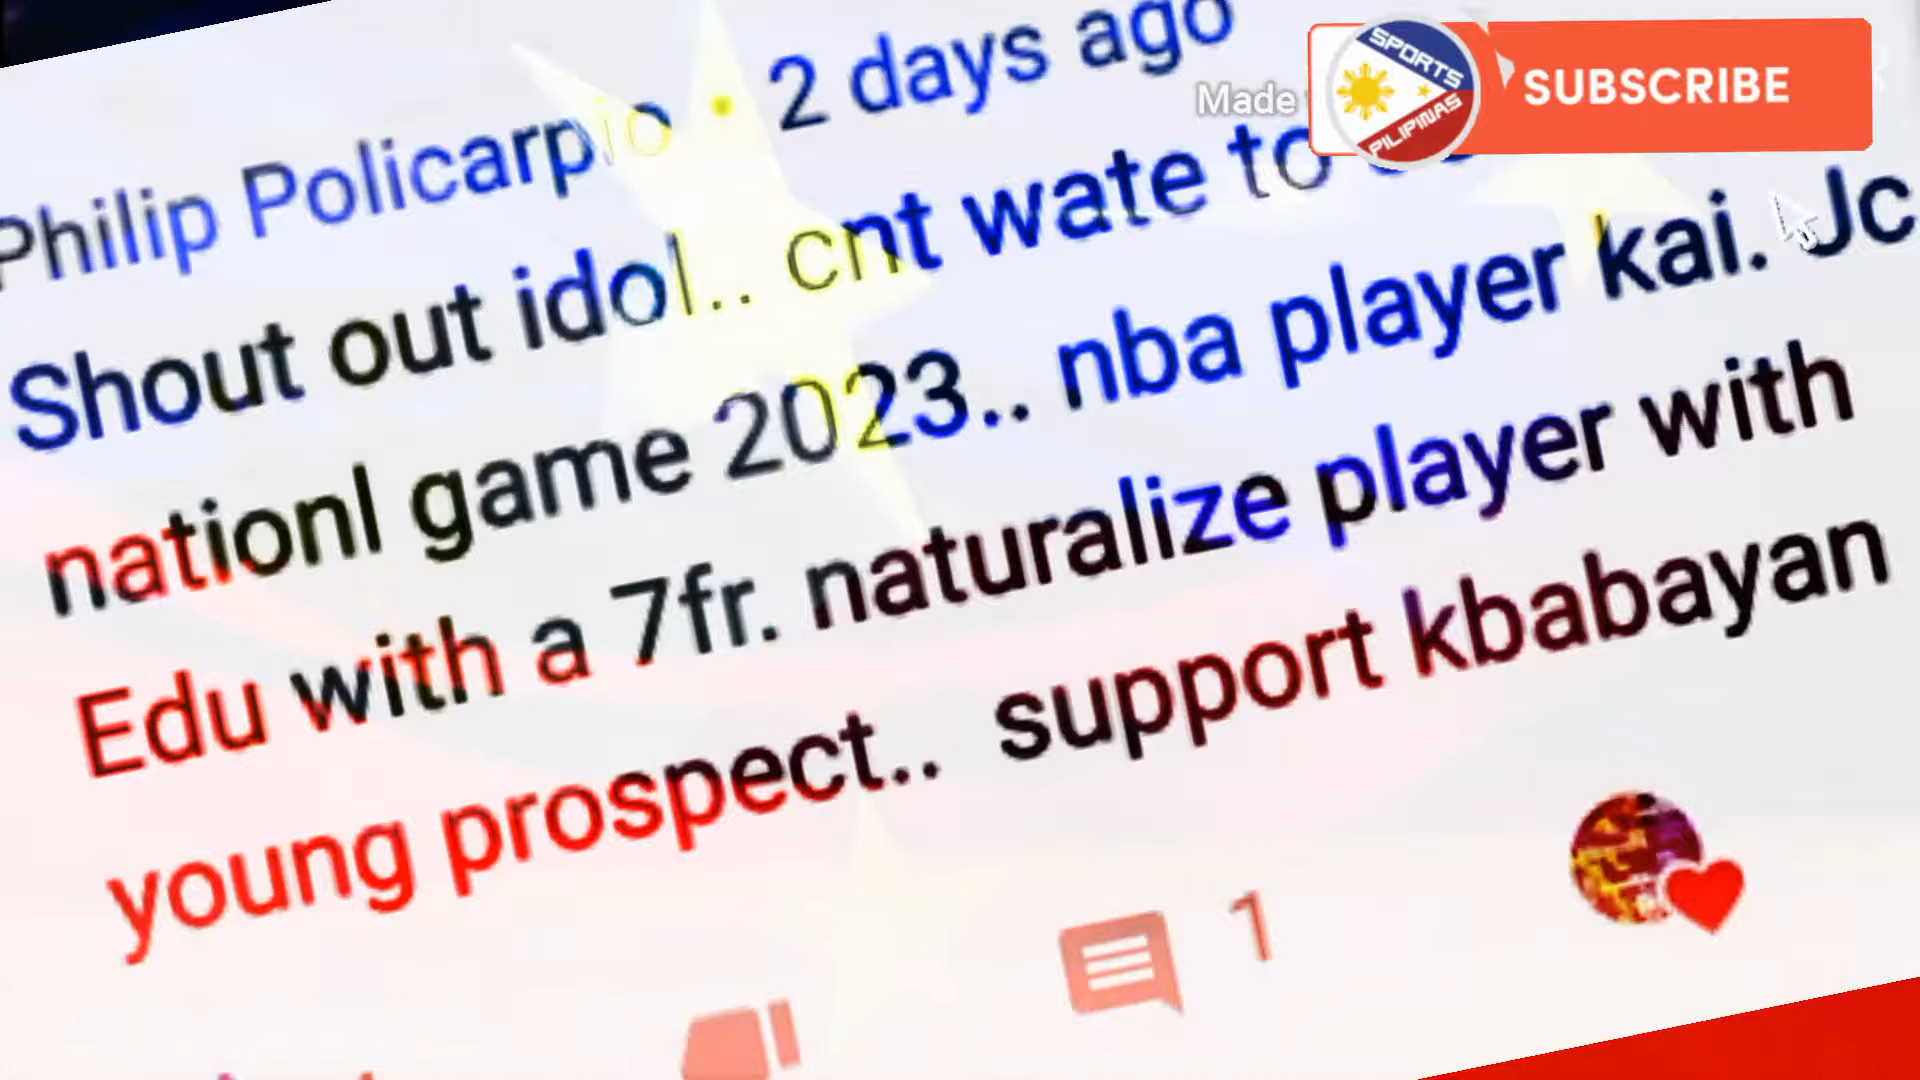 Philip Policarpio • 2 days ago
Made
SPORTS
PILIPINAS
SUBSCRIBE
Shout out idol.. cnt wate to
nationl game 2023.. nba player kai. Jc
Edu with a 7fr. naturalize player with
young prospect.. support kbabayan
1